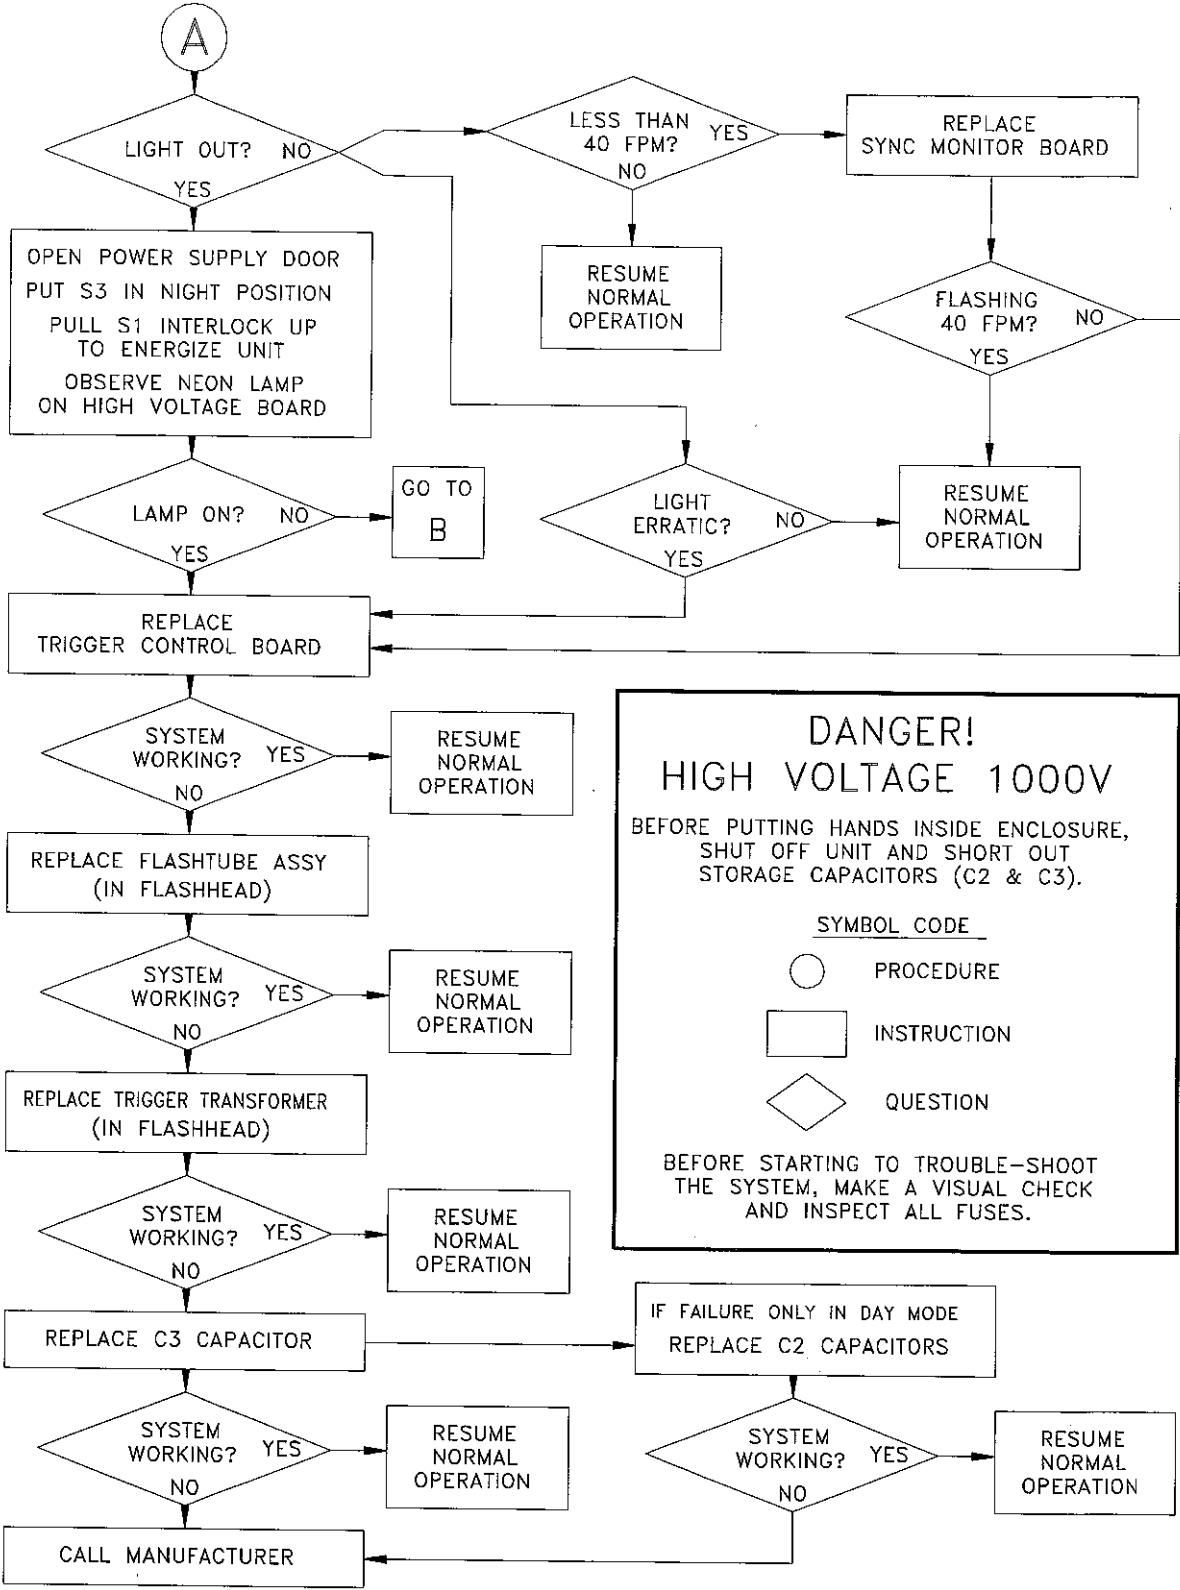 A
LIGHT OUT?
NO
YES
LESS THAN
40 FPM?
YES
NO
REPLACE
SYNC MONITOR BOARD
RESUME
NORMAL
OPERATION
FLASHING
40 FPM?
NO
YES
OPEN POWER SUPPLY DOOR
PUT S3 IN NIGHT POSITION
PULL S1 INTERLOCK UP
TO ENERGIZE UNIT
OBSERVE NEON LAMP
ON HIGH VOLTAGE BOARD
LAMP ON?
NO
YES
GO TO
B
LIGHT
ERRATIC?
NO
YES
RESUME
NORMAL
OPERATION
REPLACE
TRIGGER CONTROL BOARD
SYSTEM
WORKING?
YES
NO
RESUME
NORMAL
OPERATION
REPLACE FLASHTUBE ASSY
(IN FLASHHEAD)
SYSTEM
WORKING?
YES
NO
RESUME
NORMAL
OPERATION
REPLACE TRIGGER TRANSFORMER
(IN FLASHHEAD)
SYSTEM
WORKING?
YES
NO
RESUME
NORMAL
OPERATION
DANGER!
HIGH VOLTAGE 1000V
BEFORE PUTTING HANDS INSIDE ENCLOSURE,
SHUT OFF UNIT AND SHORT OUT
STORAGE CAPACITORS (C2 & C3).
SYMBOL CODE
PROCEDURE
INSTRUCTION
QUESTION
BEFORE STARTING TO TROUBLE-SHOOT
THE SYSTEM, MAKE A VISUAL CHECK
AND INSPECT ALL FUSES.
REPLACE C3 CAPACITOR
IF FAILURE ONLY IN DAY MODE
REPLACE C2 CAPACITORS
SYSTEM
WORKING?
YES
NO
RESUME
NORMAL
OPERATION
SYSTEM
WORKING?
YES
NO
RESUME
NORMAL
OPERATION
CALL MANUFACTURER